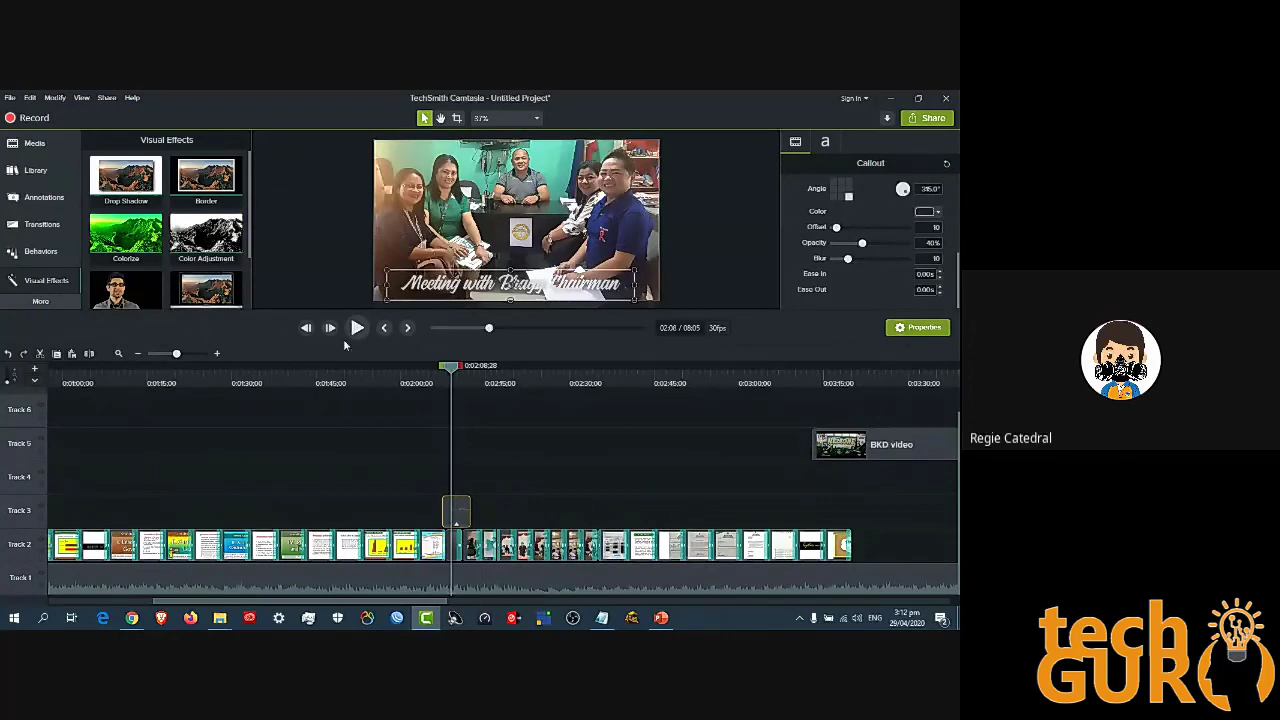 File Edit Modify View Share Help
TechSmith Camtasia - Untitled Project*
Sign In
Record
37%
Share
Media
Library
Annotations
Transitions
Behaviors
Visual Effects
More
Visual Effects
Drop Shadow
Border
Colorize
Color Adjustment
Meeting with Bragy Chairman
a
Callout
Angle 315.0°
Color
Offset 10
Opacity 40%
Blur 10
Ease In 0.00s
Ease Out 0.00s
02:08 / 08:05 30fps
Properties
0:02:08;28
0:01:00;00 0:01:15;00 0:01:30;00 0:01:45;00 0:02:00;00 0:02:15;00 0:02:30;00 0:02:45;00 0:03:00;00 0:03:15;00 0:03:30;00
Track 6
Track 5
BKD video
Track 4
Track 3
Track 2
Track 1
ENG
3:12 pm
29/04/2020
Regie Catedral
tech
GURO